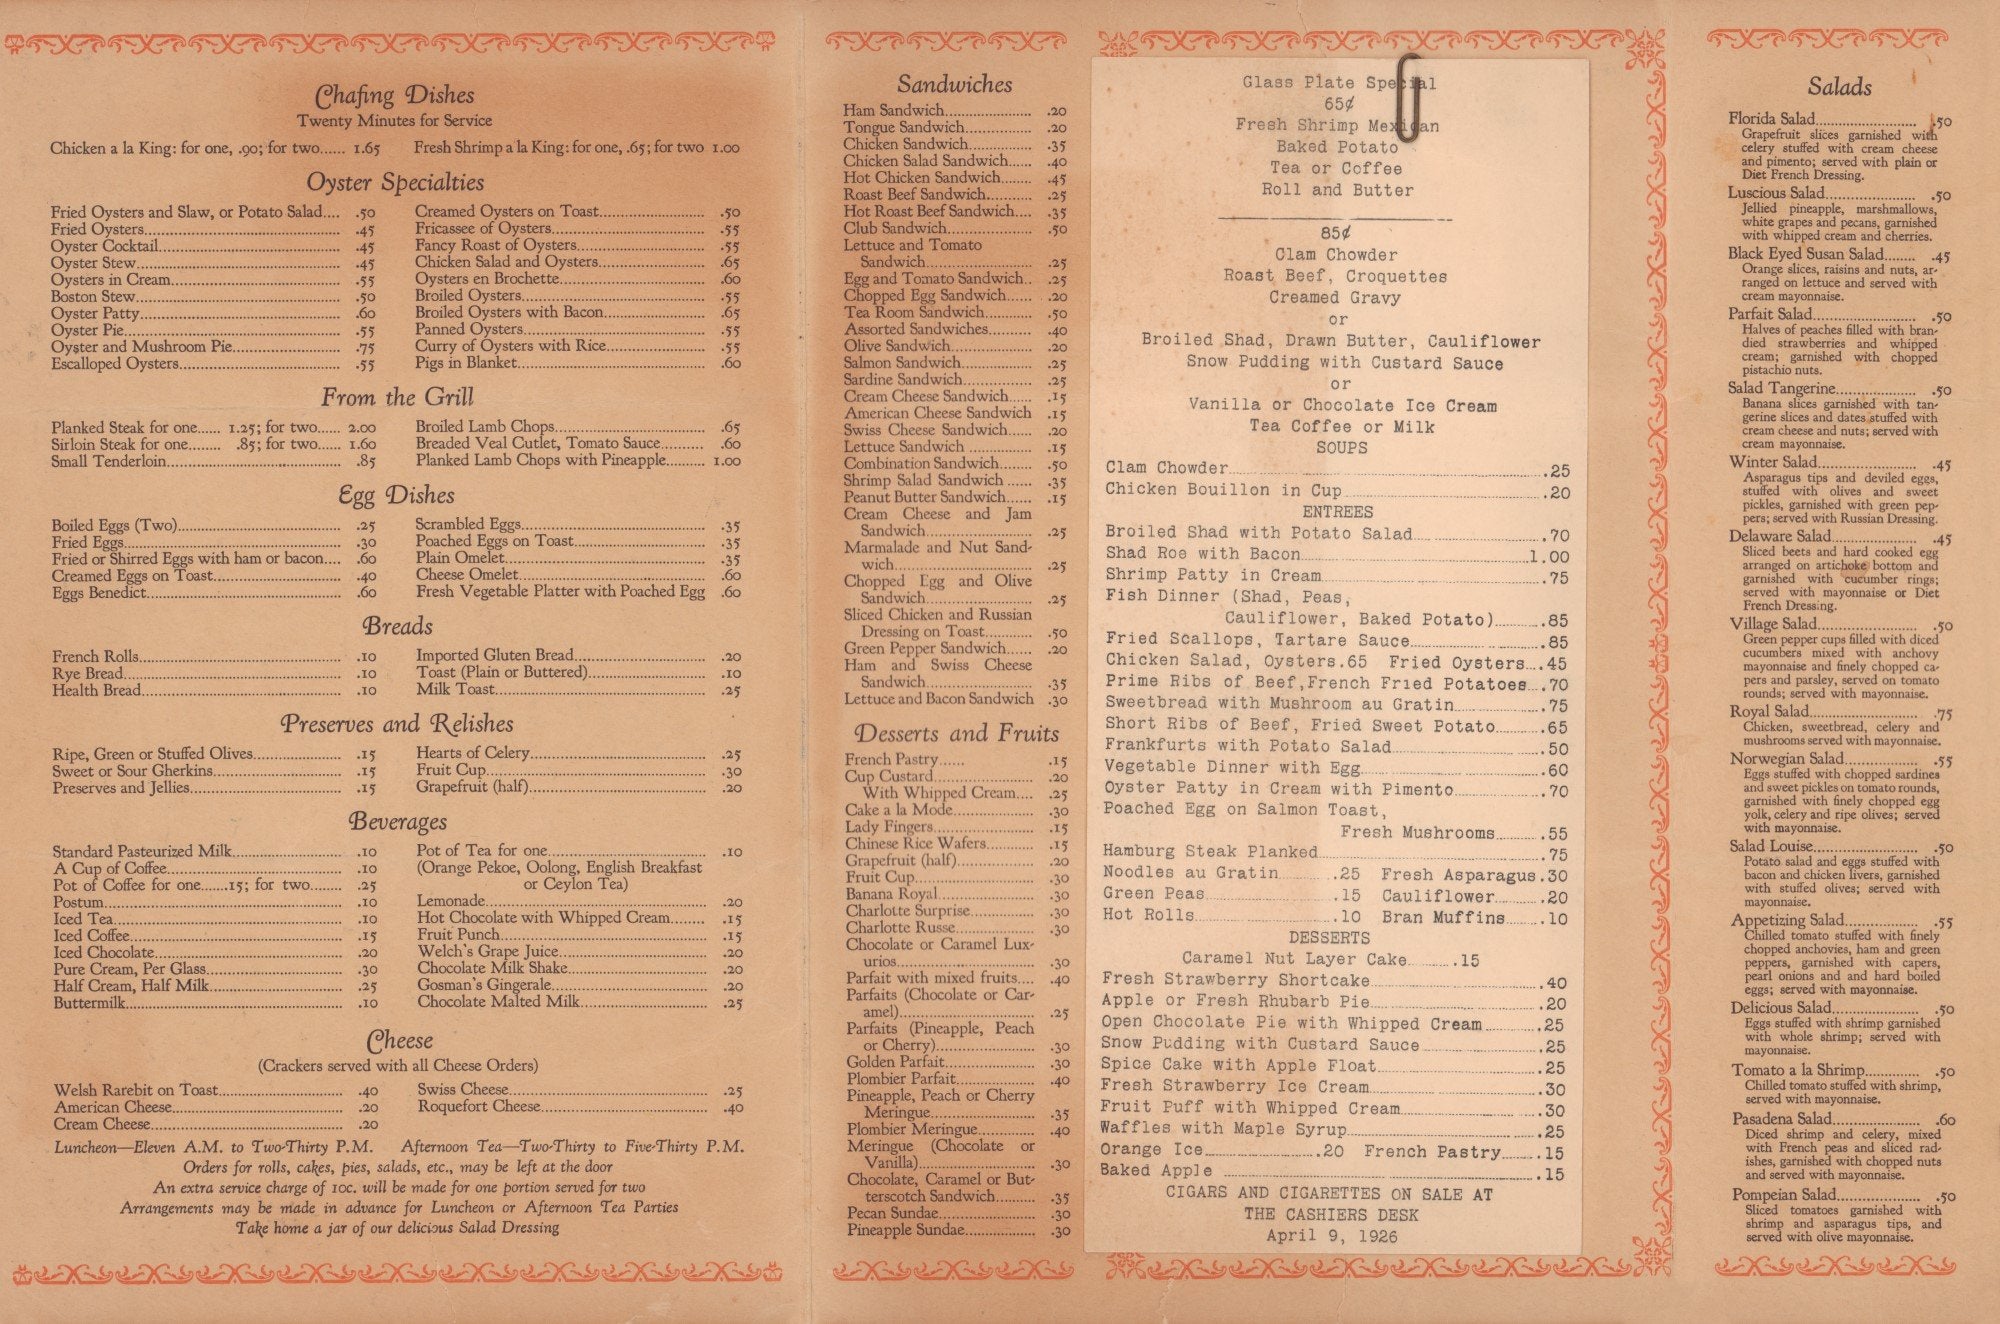 Chafing Dishes
Twenty Minutes for Service
Chicken a la King: for one, .90; for two...... 1.65
Fresh Shrimp a la King: for one, .65; for two 1.00
Oyster Specialties
Fried Oysters and Slaw, or Potato Salad.... .50
Fried Oysters .45
Oyster Cocktail .45
Oyster Stew .45
Oysters in Cream .55
Boston Stew .50
Oyster Patty .60
Oyster Pie .55
Oyster and Mushroom Pie .75
Escalloped Oysters .55
Creamed Oysters on Toast .50
Fricassee of Oysters .55
Fancy Roast of Oysters .55
Chicken Salad and Oysters .65
Oysters en Brochette .60
Broiled Oysters .55
Broiled Oysters with Bacon .65
Panned Oysters .55
Curry of Oysters with Rice .55
Pigs in Blanket .60
From the Grill
Planked Steak for one...... 1.25; for two...... 2.00
Sirloin Steak for one........ .85; for two...... 1.60
Small Tenderloin .85
Broiled Lamb Chops .65
Breaded Veal Cutlet, Tomato Sauce .60
Planked Lamb Chops with Pineapple 1.00
Egg Dishes
Boiled Eggs (Two) .25
Fried Eggs .30
Fried or Shirred Eggs with ham or bacon.... .60
Creamed Eggs on Toast .40
Eggs Benedict .60
Scrambled Eggs .35
Poached Eggs on Toast .35
Plain Omelet .35
Cheese Omelet .60
Fresh Vegetable Platter with Poached Egg .60
Breads
French Rolls .10
Rye Bread .10
Health Bread .10
Imported Gluten Bread .20
Toast (Plain or Buttered) .10
Milk Toast .25
Preserves and Relishes
Ripe, Green or Stuffed Olives .15
Sweet or Sour Gherkins .15
Preserves and Jellies .15
Hearts of Celery .25
Fruit Cup .30
Grapefruit (half) .20
Beverages
Standard Pasteurized Milk .10
A Cup of Coffee .10
Pot of Coffee for one.......15; for two........ .25
Postum .10
Iced Tea .10
Iced Coffee .15
Iced Chocolate .20
Pure Cream, Per Glass .30
Half Cream, Half Milk .25
Buttermilk .10
Pot of Tea for one .10
(Orange Pekoe, Oolong, English Breakfast
or Ceylon Tea)
Lemonade .20
Hot Chocolate with Whipped Cream .15
Fruit Punch .15
Welch's Grape Juice .20
Chocolate Milk Shake .20
Gosman's Gingerale .20
Chocolate Malted Milk .25
Cheese
(Crackers served with all Cheese Orders)
Welsh Rarebit on Toast .40
American Cheese .20
Cream Cheese .20
Swiss Cheese .25
Roquefort Cheese .40
Luncheon—Eleven A.M. to Two-Thirty P.M. Afternoon Tea—Two-Thirty to Five-Thirty P.M.
Orders for rolls, cakes, pies, salads, etc., may be left at the door
An extra service charge of 10c. will be made for one portion served for two
Arrangements may be made in advance for Luncheon or Afternoon Tea Parties
Take home a jar of our delicious Salad Dressing
Sandwiches
Ham Sandwich .20
Tongue Sandwich .20
Chicken Sandwich .35
Chicken Salad Sandwich .40
Hot Chicken Sandwich .45
Roast Beef Sandwich .25
Hot Roast Beef Sandwich .35
Club Sandwich .50
Lettuce and Tomato
Sandwich .25
Egg and Tomato Sandwich .25
Chopped Egg Sandwich .20
Tea Room Sandwich .50
Assorted Sandwiches .40
Olive Sandwich .20
Salmon Sandwich .25
Sardine Sandwich .25
Cream Cheese Sandwich .15
American Cheese Sandwich .15
Swiss Cheese Sandwich .20
Lettuce Sandwich .15
Combination Sandwich .50
Shrimp Salad Sandwich .35
Peanut Butter Sandwich .15
Cream Cheese and Jam
Sandwich .25
Marmalade and Nut Sand-
wich .25
Chopped Egg and Olive
Sandwich .25
Sliced Chicken and Russian
Dressing on Toast .50
Green Pepper Sandwich .20
Ham and Swiss Cheese
Sandwich .35
Lettuce and Bacon Sandwich .30
Desserts and Fruits
French Pastry .15
Cup Custard .20
With Whipped Cream .25
Cake a la Mode .30
Lady Fingers .15
Chinese Rice Wafers .15
Grapefruit (half) .20
Fruit Cup .30
Banana Royal .30
Charlotte Surprise .30
Charlotte Russe .30
Chocolate or Caramel Lux-
urios .30
Parfait with mixed fruits .40
Parfaits (Chocolate or Car-
amel) .25
Parfaits (Pineapple, Peach
or Cherry) .30
Golden Parfait .30
Plombier Parfait .40
Pineapple, Peach or Cherry
Meringue .35
Plombier Meringue .40
Meringue (Chocolate or
Vanilla) .30
Chocolate, Caramel or But-
terscotch Sandwich .35
Pecan Sundae .30
Pineapple Sundae .30
Glass Plate Special
65¢
Fresh Shrimp Mexican
Baked Potato
Tea or Coffee
Roll and Butter
85¢
Clam Chowder
Roast Beef, Croquettes
Creamed Gravy
or
Broiled Shad, Drawn Butter, Cauliflower
Snow Pudding with Custard Sauce
or
Vanilla or Chocolate Ice Cream
Tea Coffee or Milk
SOUPS
Clam Chowder .25
Chicken Bouillon in Cup .20
ENTREES
Broiled Shad with Potato Salad .70
Shad Roe with Bacon 1.00
Shrimp Patty in Cream .75
Fish Dinner (Shad, Peas,
Cauliflower, Baked Potato) .85
Fried Scallops, Tartare Sauce .85
Chicken Salad, Oysters.65 Fried Oysters .45
Prime Ribs of Beef,French Fried Potatoes .70
Sweetbread with Mushroom au Gratin .75
Short Ribs of Beef, Fried Sweet Potato .65
Frankfurts with Potato Salad .50
Vegetable Dinner with Egg .60
Oyster Patty in Cream with Pimento .70
Poached Egg on Salmon Toast,
Fresh Mushrooms .55
Hamburg Steak Planked .75
Noodles au Gratin .25 Fresh Asparagus.30
Green Peas .15 Cauliflower .20
Hot Rolls .10 Bran Muffins .10
DESSERTS
Caramel Nut Layer Cake .15
Fresh Strawberry Shortcake .40
Apple or Fresh Rhubarb Pie .20
Open Chocolate Pie with Whipped Cream .25
Snow Pudding with Custard Sauce .25
Spice Cake with Apple Float .25
Fresh Strawberry Ice Cream .30
Fruit Puff with Whipped Cream .30
Waffles with Maple Syrup .25
Orange Ice .20 French Pastry .15
Baked Apple .15
CIGARS AND CIGARETTES ON SALE AT
THE CASHIERS DESK
April 9, 1926
Salads
Florida Salad .50
Grapefruit slices garnished with
celery stuffed with cream cheese
and pimento; served with plain or
Diet French Dressing.
Luscious Salad .50
Jellied pineapple, marshmallows,
white grapes and pecans, garnished
with whipped cream and cherries.
Black Eyed Susan Salad .45
Orange slices, raisins and nuts, ar-
ranged on lettuce and served with
cream mayonnaise.
Parfait Salad .50
Halves of peaches filled with bran-
died strawberries and whipped
cream; garnished with chopped
pistachio nuts.
Salad Tangerine .50
Banana slices garnished with tan-
gerine slices and dates stuffed with
cream cheese and nuts; served with
cream mayonnaise.
Winter Salad .45
Asparagus tips and deviled eggs,
stuffed with olives and sweet
pickles, garnished with green pep-
pers; served with Russian Dressing.
Delaware Salad .45
Sliced beets and hard cooked egg
arranged on artichoke bottom and
garnished with cucumber rings;
served with mayonnaise or Diet
French Dressing.
Village Salad .50
Green pepper cups filled with diced
cucumbers mixed with anchovy
mayonnaise and finely chopped ca-
pers and parsley, served on tomato
rounds; served with mayonnaise.
Royal Salad .75
Chicken, sweetbread, celery and
mushrooms served with mayonnaise.
Norwegian Salad .55
Eggs stuffed with chopped sardines
and sweet pickles on tomato rounds,
garnished with finely chopped egg
yolk, celery and ripe olives; served
with mayonnaise.
Salad Louise .50
Potato salad and eggs stuffed with
bacon and chicken livers, garnished
with stuffed olives; served with
mayonnaise.
Appetizing Salad .55
Chilled tomato stuffed with finely
chopped anchovies, ham and green
peppers, garnished with capers,
pearl onions and and hard boiled
eggs; served with mayonnaise.
Delicious Salad .50
Eggs stuffed with shrimp garnished
with whole shrimp; served with
mayonnaise.
Tomato a la Shrimp .50
Chilled tomato stuffed with shrimp,
served with mayonnaise.
Pasadena Salad .60
Diced shrimp and celery, mixed
with French peas and sliced rad-
ishes, garnished with chopped nuts
and served with mayonnaise.
Pompeian Salad .50
Sliced tomatoes garnished with
shrimp and asparagus tips, and
served with olive mayonnaise.